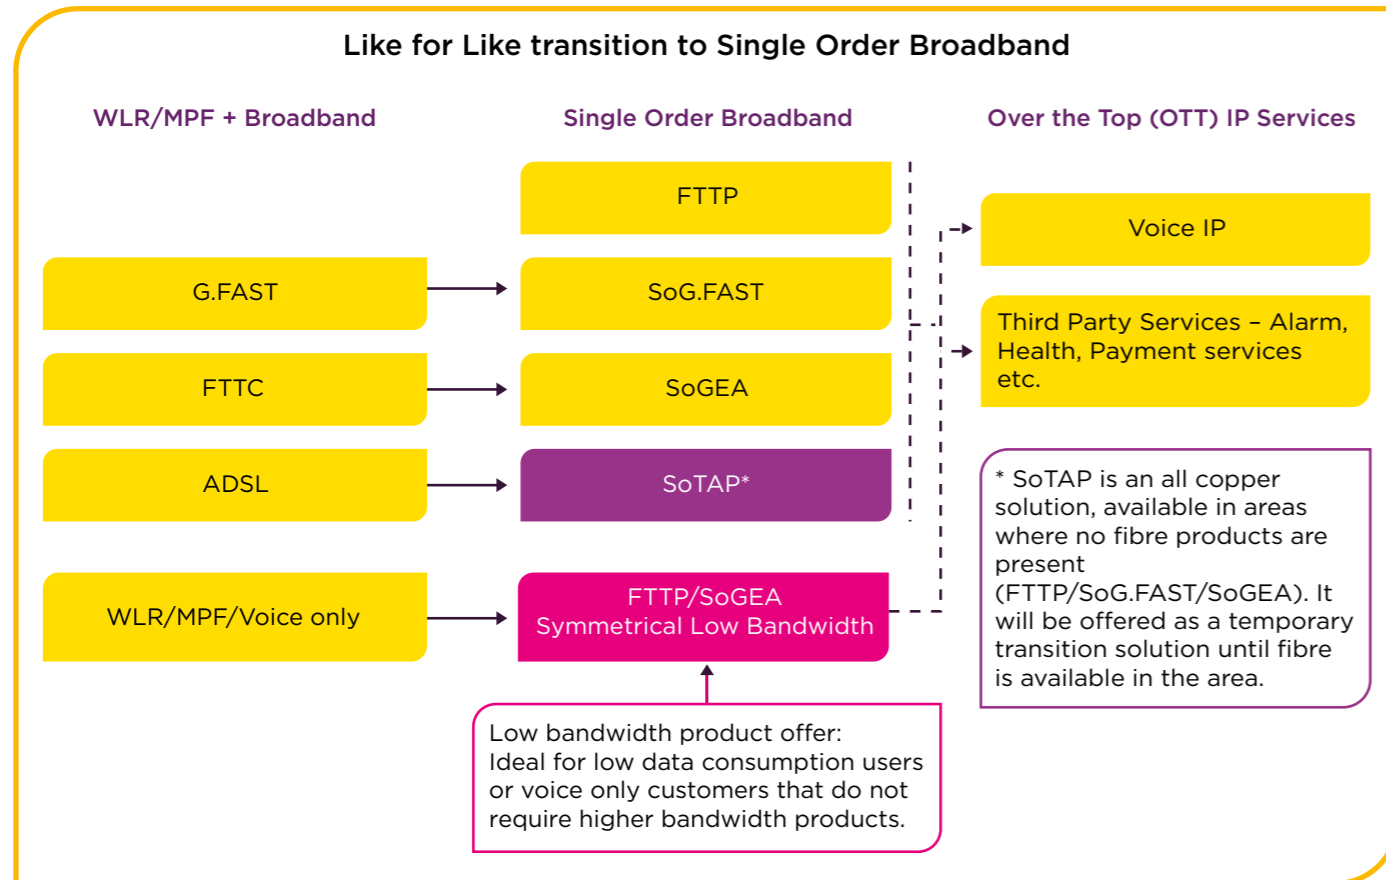 Like for Like transition to Single Order Broadband
WLR/MPF + Broadband
Single Order Broadband
Over the Top (OTT) IP Services
FTTP
Voice IP
G.FAST
SoG.FAST
Third Party Services – Alarm,
Health, Payment services
etc.
FTTC
SoGEA
ADSL
SoTAP*
* SoTAP is an all copper
solution, available in areas
where no fibre products are
present
(FTTP/SoG.FAST/SoGEA). It
will be offered as a temporary
transition solution until fibre
is available in the area.
WLR/MPF/Voice only
FTTP/SoGEA
Symmetrical Low Bandwidth
Low bandwidth product offer:
Ideal for low data consumption users
or voice only customers that do not
require higher bandwidth products.